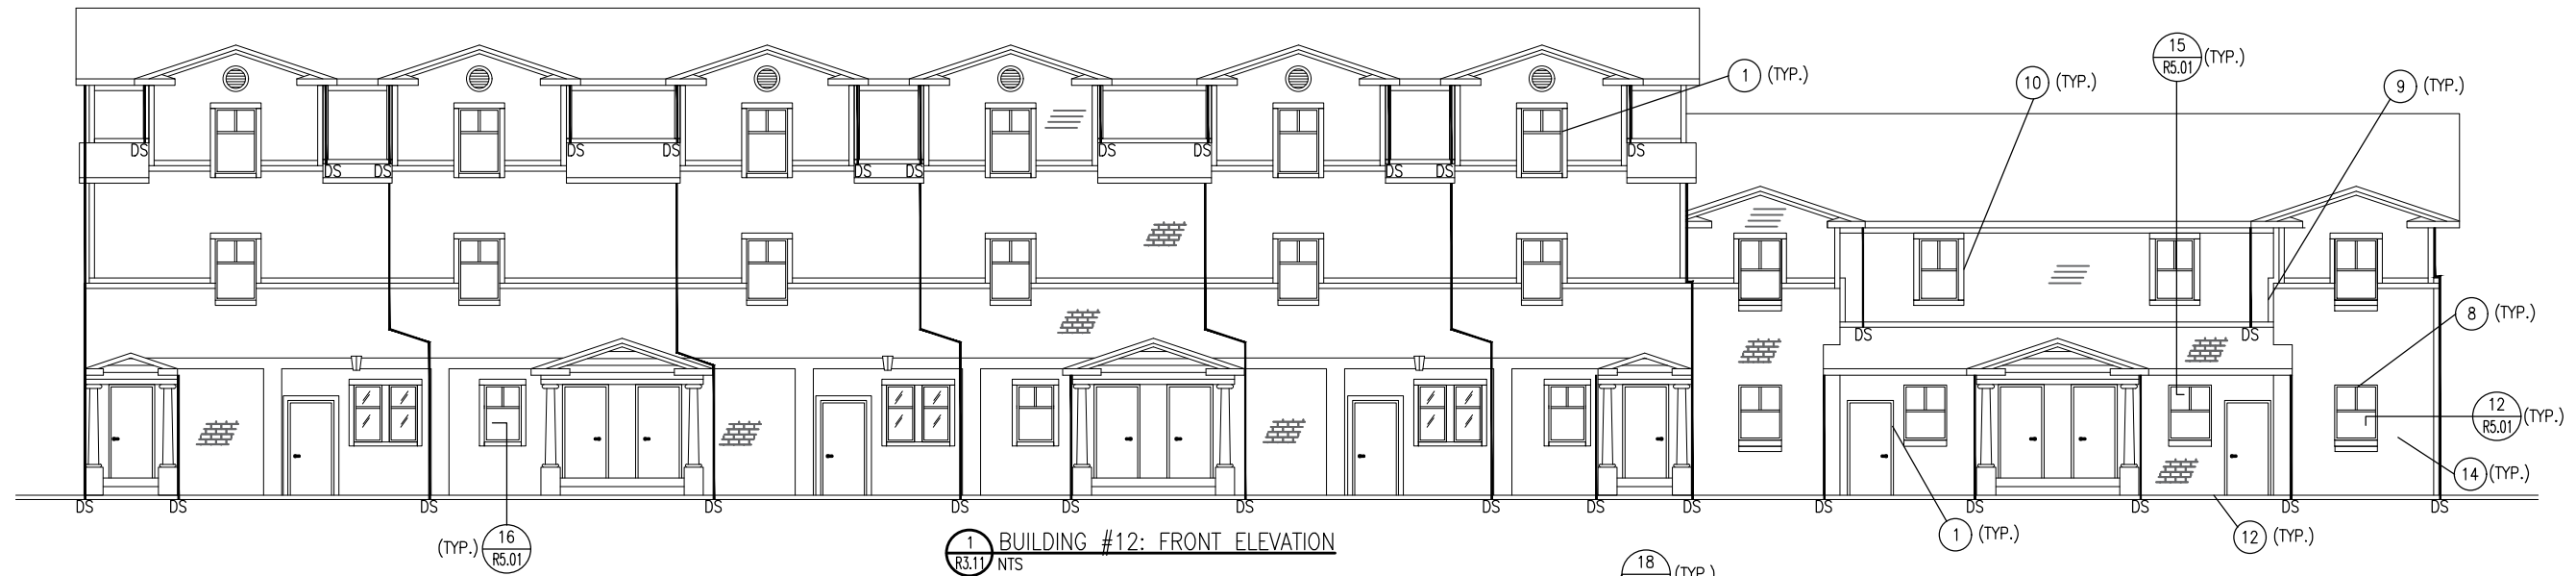 15
R5.01 (TYP.)
1 (TYP.)
10 (TYP.)
9 (TYP.)
DS DS DS DS DS DS DS
DS DS DS DS DS DS
8 (TYP.)
DS DS
12
R5.01 (TYP.)
14 (TYP.)
DS DS DS DS DS DS DS DS DS DS DS DS DS DS DS
16
(TYP.) R5.01
1 (TYP.)
12 (TYP.)
1 BUILDING #12: FRONT ELEVATION
R3.11 NTS
18 (TYP.)